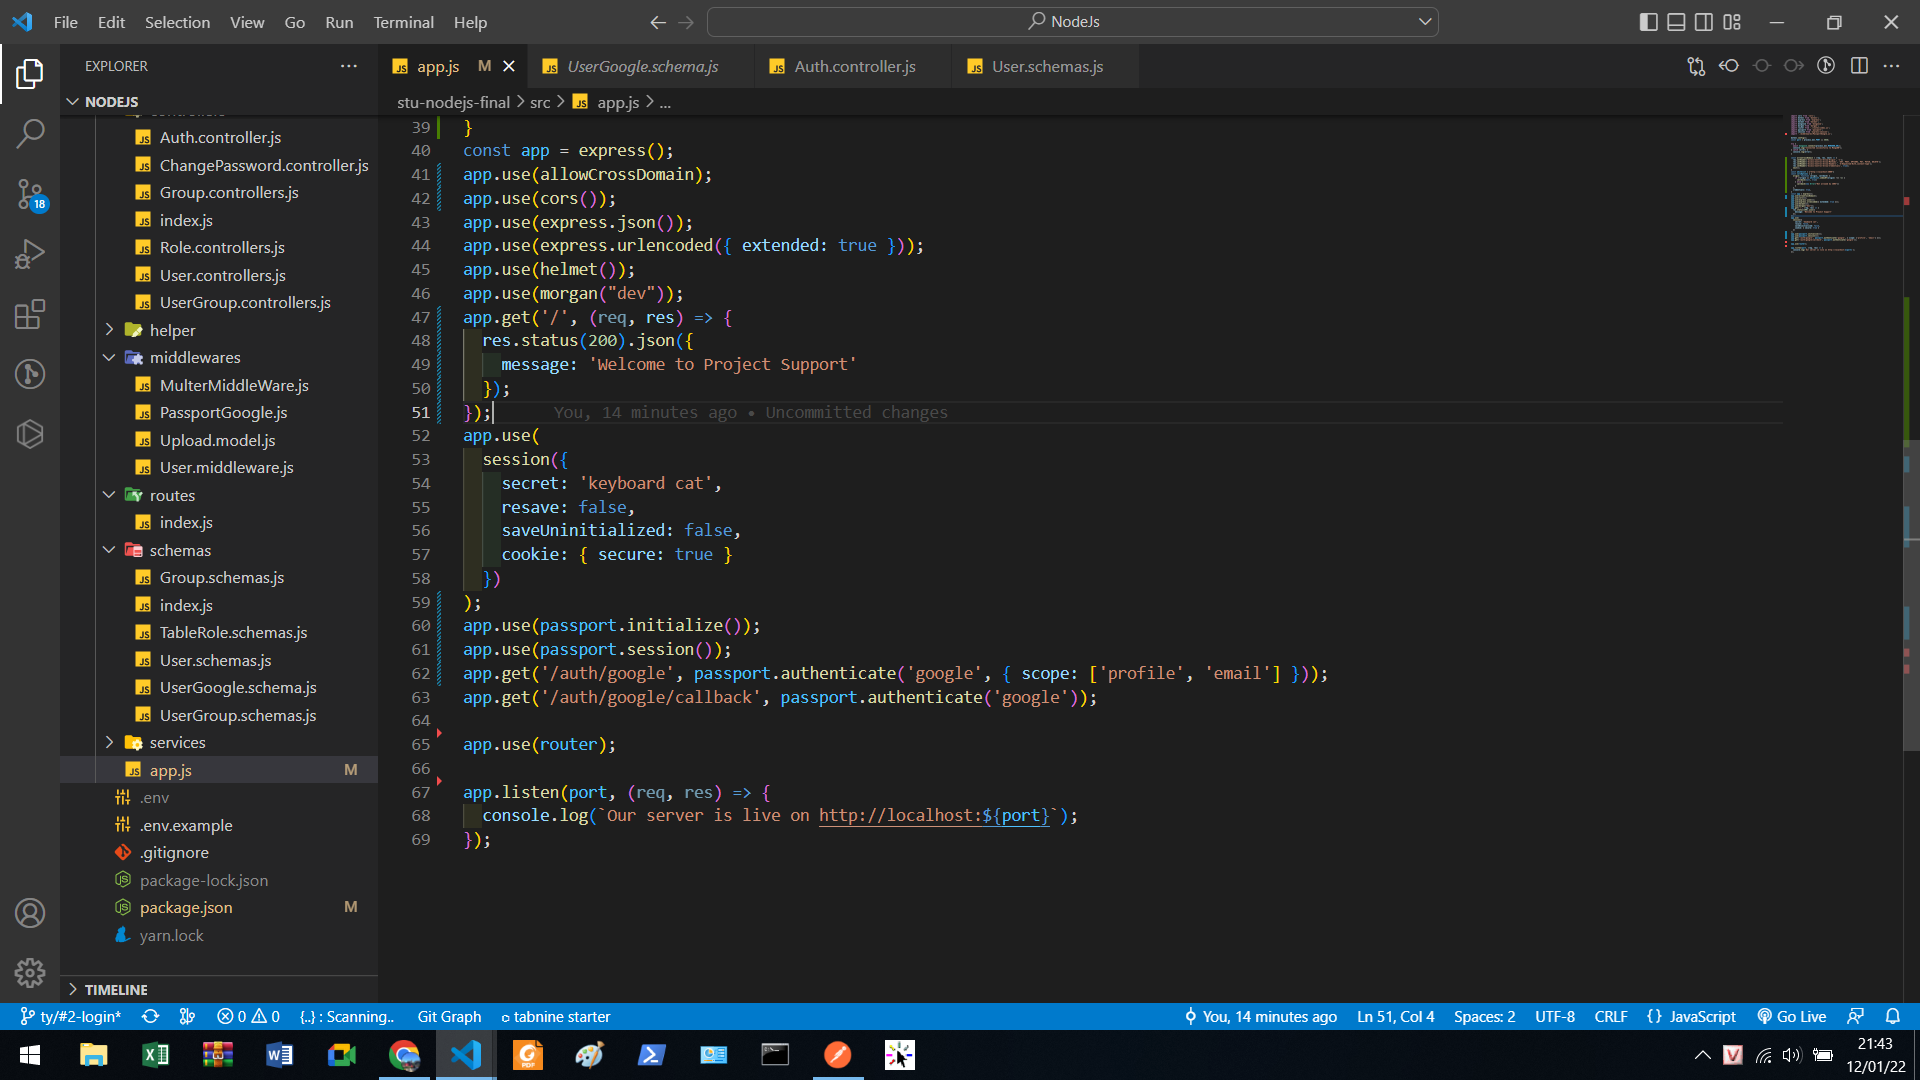 File Edit Selection View Go Run Terminal Help
NodeJs
EXPLORER
NODEJS
Auth.controller.js
ChangePassword.controller.js
Group.controllers.js
index.js
Role.controllers.js
User.controllers.js
UserGroup.controllers.js
helper
middlewares
MulterMiddleWare.js
PassportGoogle.js
Upload.model.js
User.middleware.js
routes
index.js
schemas
Group.schemas.js
index.js
TableRole.schemas.js
User.schemas.js
UserGoogle.schema.js
UserGroup.schemas.js
services
app.js M
.env
.env.example
.gitignore
package-lock.json
package.json M
yarn.lock
TIMELINE
18
app.js M UserGoogle.schema.js Auth.controller.js User.schemas.js
stu-nodejs-final > src > app.js > ...
39 }
40 const app = express();
41 app.use(allowCrossDomain);
42 app.use(cors());
43 app.use(express.json());
44 app.use(express.urlencoded({ extended: true }));
45 app.use(helmet());
46 app.use(morgan("dev"));
47 app.get('/', (req, res) => {
48 res.status(200).json({
49 message: 'Welcome to Project Support'
50 });
51 }); You, 14 minutes ago • Uncommitted changes
52 app.use(
53 session({
54 secret: 'keyboard cat',
55 resave: false,
56 saveUninitialized: false,
57 cookie: { secure: true }
58 })
59 );
60 app.use(passport.initialize());
61 app.use(passport.session());
62 app.get('/auth/google', passport.authenticate('google', { scope: ['profile', 'email'] }));
63 app.get('/auth/google/callback', passport.authenticate('google'));
64
65 app.use(router);
66
67 app.listen(port, (req, res) => {
68 console.log(`Our server is live on http://localhost:${port}`);
69 });
ty/#2-login* 0 0 {..} : Scanning.. Git Graph tabnine starter You, 14 minutes ago Ln 51, Col 4 Spaces: 2 UTF-8 CRLF {} JavaScript Go Live
21:43
12/01/22